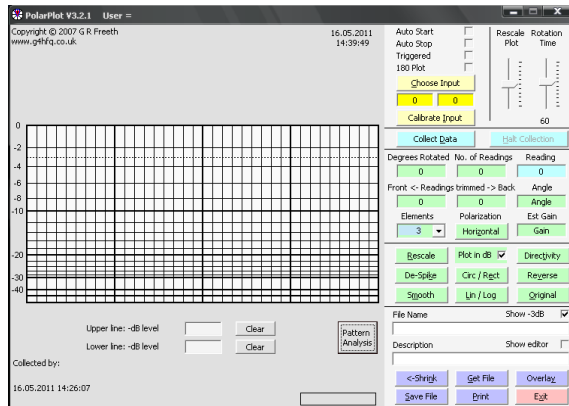 PolarPlot V3.2.1 User =
Copyright © 2007 G R Freeth
www.g4hfq.co.uk
16.05.2011
14:39:49
0
-2
-4
-6
-8
-10
-20
-30
-40
Upper line: -dB level
Clear
Lower line: -dB level
Clear
Pattern
Analysis
Collected by:
16.05.2011 14:26:07
Auto Start
Auto Stop
Triggered
180 Plot
Choose Input
0 0
Calibrate Input
Rescale Rotation
Plot Time
60
Collect Data Halt Collection
Degrees Rotated No. of Readings Reading
0 0 0
Front <- Readings trimmed -> Back Angle
0 0 Angle
Elements Polarization Est Gain
3 Horizontal Gain
Rescale Plot in dB Directivity
De-Spike Circ / Rect Reverse
Smooth Lin / Log Original
File Name Show -3dB
Description Show editor
<-Shrink Get File Overlay
Save File Print Exit